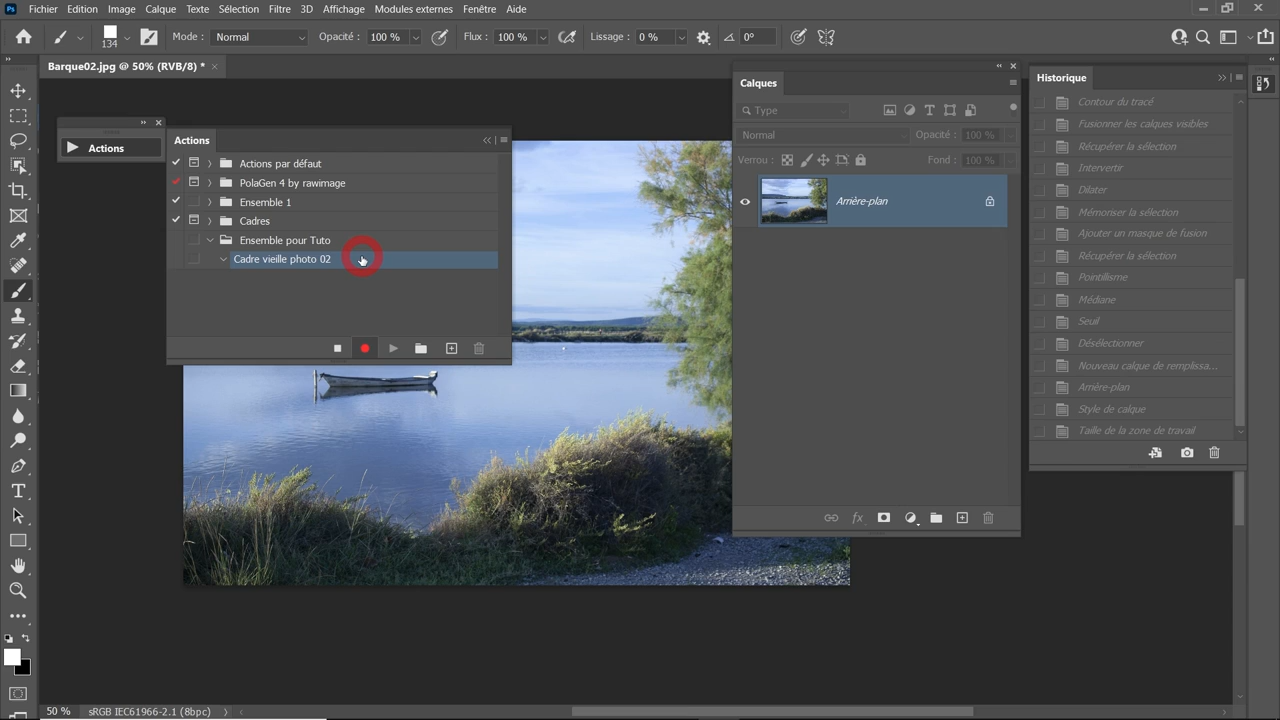 Ps Fichier Edition Image Calque Texte Sélection Filtre 3D Affichage Modules externes Fenêtre Aide
134 Mode : Normal Opacité : 100 % Flux : 100 % Lissage : 0 % 0°
Barque02.jpg @ 50% (RVB/8) * ×
Actions
Actions
Actions par défaut
PolaGen 4 by rawimage
Ensemble 1
Cadres
Ensemble pour Tuto
Cadre vieille photo 02
Calques
Type
Normal Opacité : 100 %
Verrou : Fond : 100 %
Arrière-plan
fx
Historique
Contour du tracé
Fusionner les calques visibles
Récupérer la sélection
Intervertir
Dilater
Mémoriser la sélection
Ajouter un masque de fusion
Récupérer la sélection
Pointillisme
Médiane
Seuil
Désélectionner
Nouveau calque de remplissa...
Arrière-plan
Style de calque
Taille de la zone de travail
50 % sRGB IEC61966-2.1 (8bpc)